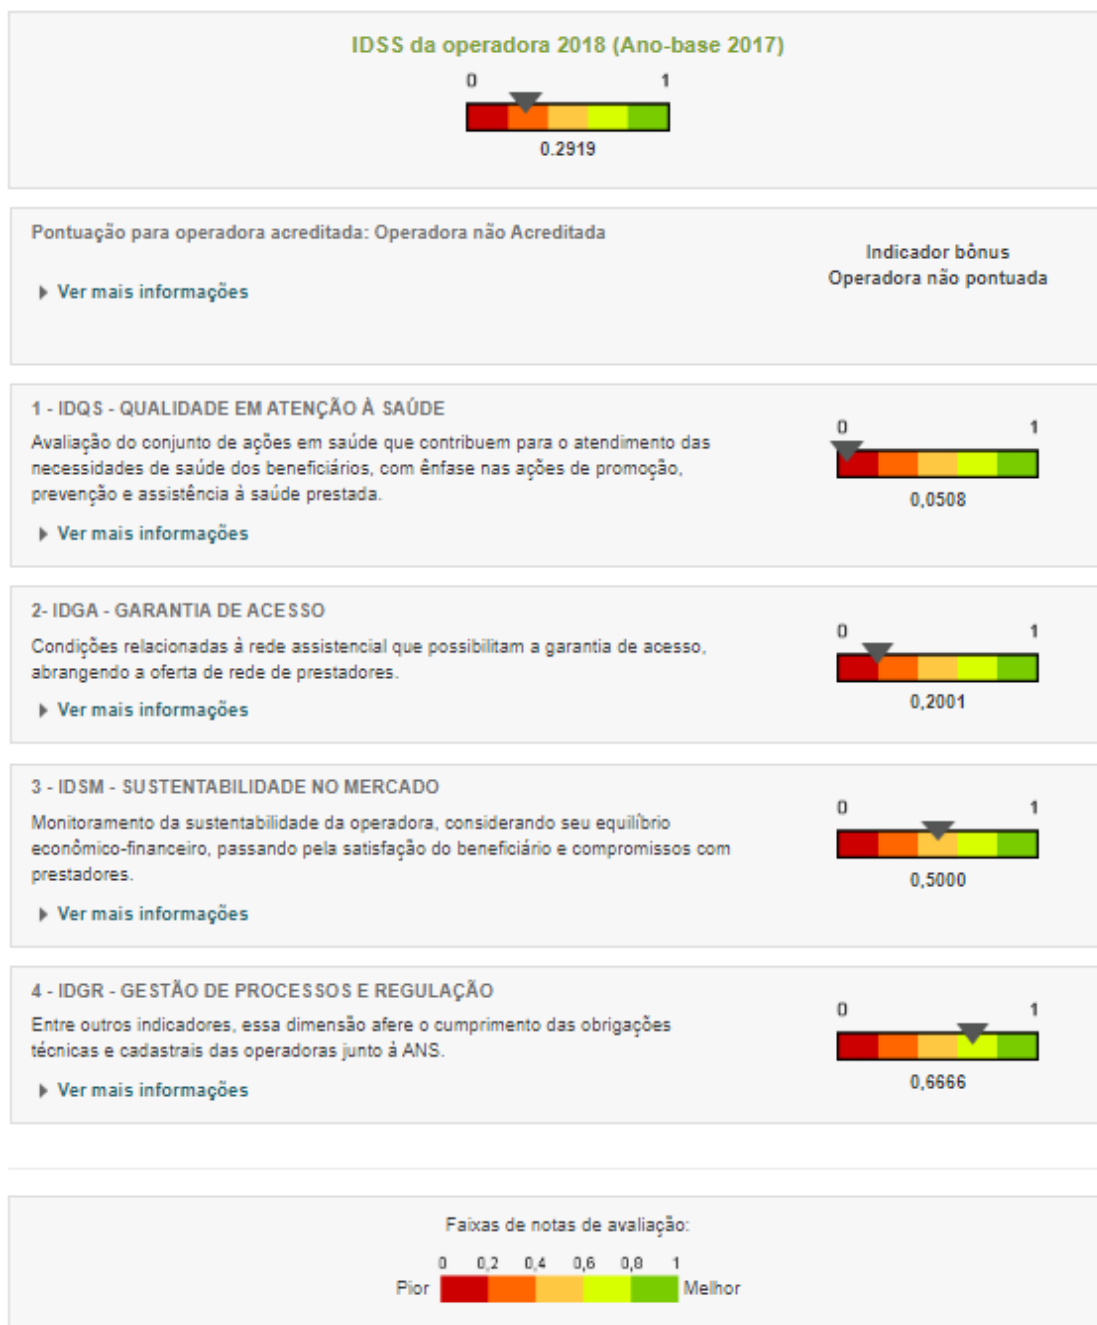 IDSS da operadora 2018 (Ano-base 2017)
0 1
0.2919
Pontuação para operadora acreditada: Operadora não Acreditada
Indicador bônus
Operadora não pontuada
Ver mais informações
1 - IDQS - QUALIDADE EM ATENÇÃO À SAÚDE
Avaliação do conjunto de ações em saúde que contribuem para o atendimento das
necessidades de saúde dos beneficiários, com ênfase nas ações de promoção,
prevenção e assistência à saúde prestada.
Ver mais informações
0 1
0,0508
2- IDGA - GARANTIA DE ACESSO
Condições relacionadas à rede assistencial que possibilitam a garantia de acesso,
abrangendo a oferta de rede de prestadores.
Ver mais informações
0 1
0,2001
3 - IDSM - SUSTENTABILIDADE NO MERCADO
Monitoramento da sustentabilidade da operadora, considerando seu equilíbrio
econômico-financeiro, passando pela satisfação do beneficiário e compromissos com
prestadores.
Ver mais informações
0 1
0,5000
4 - IDGR - GESTÃO DE PROCESSOS E REGULAÇÃO
Entre outros indicadores, essa dimensão afere o cumprimento das obrigações
técnicas e cadastrais das operadoras junto à ANS.
Ver mais informações
0 1
0,6666
Faixas de notas de avaliação:
0 0,2 0,4 0,6 0,8 1
Pior Melhor